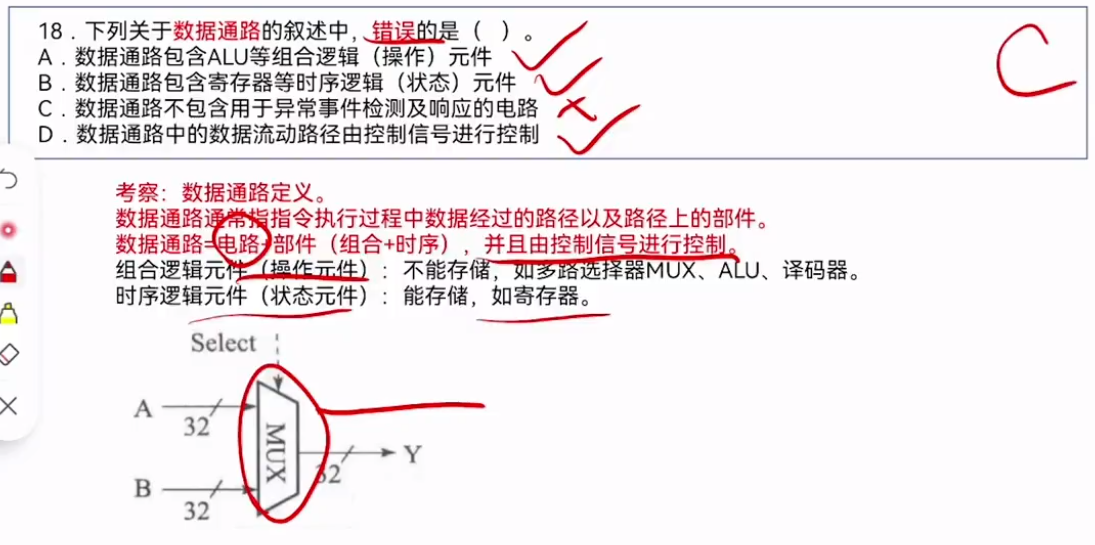 18．下列关于数据通路的叙述中，错误的是（ ）。
A．数据通路包含ALU等组合逻辑（操作）元件
B．数据通路包含寄存器等时序逻辑（状态）元件
C．数据通路不包含用于异常事件检测及响应的电路
D．数据通路中的数据流动路径由控制信号进行控制
C
考察：数据通路定义。
数据通路通常指指令执行过程中数据经过的路径以及路径上的部件。
数据通路=电路+部件（组合+时序），并且由控制信号进行控制。
组合逻辑元件（操作元件）：不能存储，如多路选择器MUX、ALU、译码器。
时序逻辑元件（状态元件）：能存储，如寄存器。
Select
A
32
MUX
32
Y
B
32